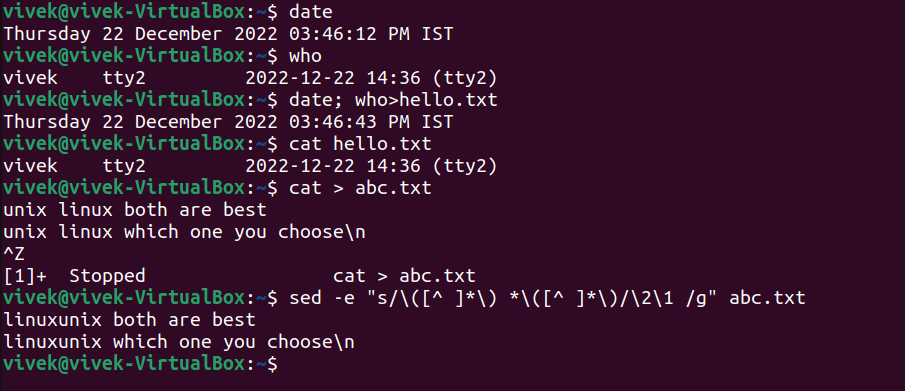 vivek@vivek-VirtualBox:~$ date
Thursday 22 December 2022 03:46:12 PM IST
vivek@vivek-VirtualBox:~$ who
vivek    tty2         2022-12-22 14:36 (tty2)
vivek@vivek-VirtualBox:~$ date; who>hello.txt
Thursday 22 December 2022 03:46:43 PM IST
vivek@vivek-VirtualBox:~$ cat hello.txt
vivek    tty2         2022-12-22 14:36 (tty2)
vivek@vivek-VirtualBox:~$ cat > abc.txt
unix linux both are best
unix linux which one you choose\n
^Z
[1]+  Stopped                 cat > abc.txt
vivek@vivek-VirtualBox:~$ sed -e "s/\([^ ]*\) *\([^ ]*\)/\2\1 /g" abc.txt
linuxunix both are best
linuxunix which one you choose\n
vivek@vivek-VirtualBox:~$